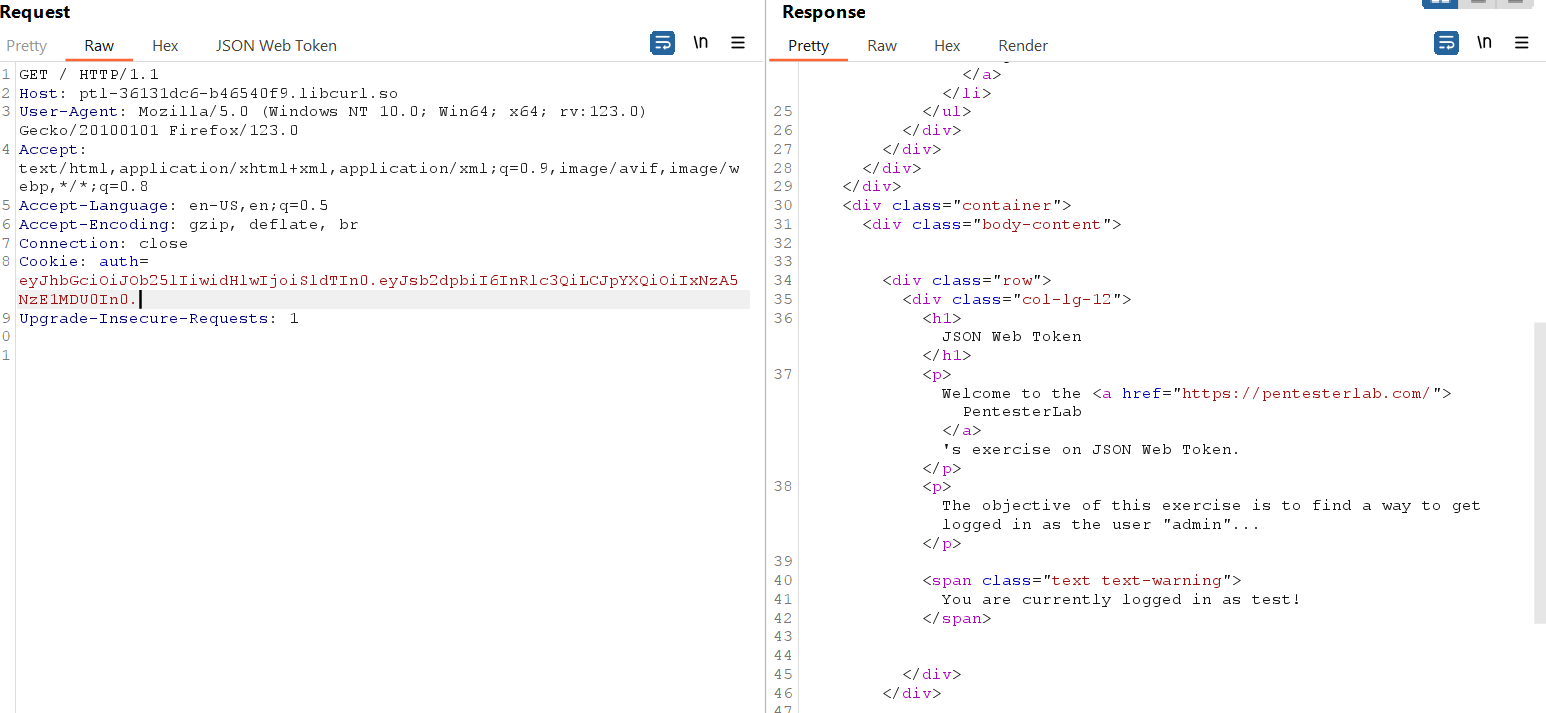 Request
Pretty Raw Hex JSON Web Token \n
1 GET / HTTP/1.1
2 Host: ptl-36131dc6-b46540f9.libcurl.so
3 User-Agent: Mozilla/5.0 (Windows NT 10.0; Win64; x64; rv:123.0)
Gecko/20100101 Firefox/123.0
4 Accept:
text/html,application/xhtml+xml,application/xml;q=0.9,image/avif,image/w
ebp,*/*;q=0.8
5 Accept-Language: en-US,en;q=0.5
6 Accept-Encoding: gzip, deflate, br
7 Connection: close
8 Cookie: auth=
eyJhbGciOiJOb25lIiwidHlwIjoiSldTIn0.eyJsb2dpbiI6InRlc3QiLCJpYXQiOiIxNzA5
NzE1MDU0In0.
9 Upgrade-Insecure-Requests: 1
0
1
Response
Pretty Raw Hex Render \n
</a>
</li>
25 </ul>
26 </div>
27 </div>
28 </div>
29 </div>
30 <div class="container">
31 <div class="body-content">
32
33
34 <div class="row">
35 <div class="col-lg-12">
36 <h1>
JSON Web Token
</h1>
37 <p>
Welcome to the <a href="https://pentesterlab.com/">
PentesterLab
</a>
's exercise on JSON Web Token.
</p>
38 <p>
The objective of this exercise is to find a way to get
logged in as the user "admin"...
</p>
39
40 <span class="text text-warning">
41 You are currently logged in as test!
42 </span>
43
44
45 </div>
46 </div>
47